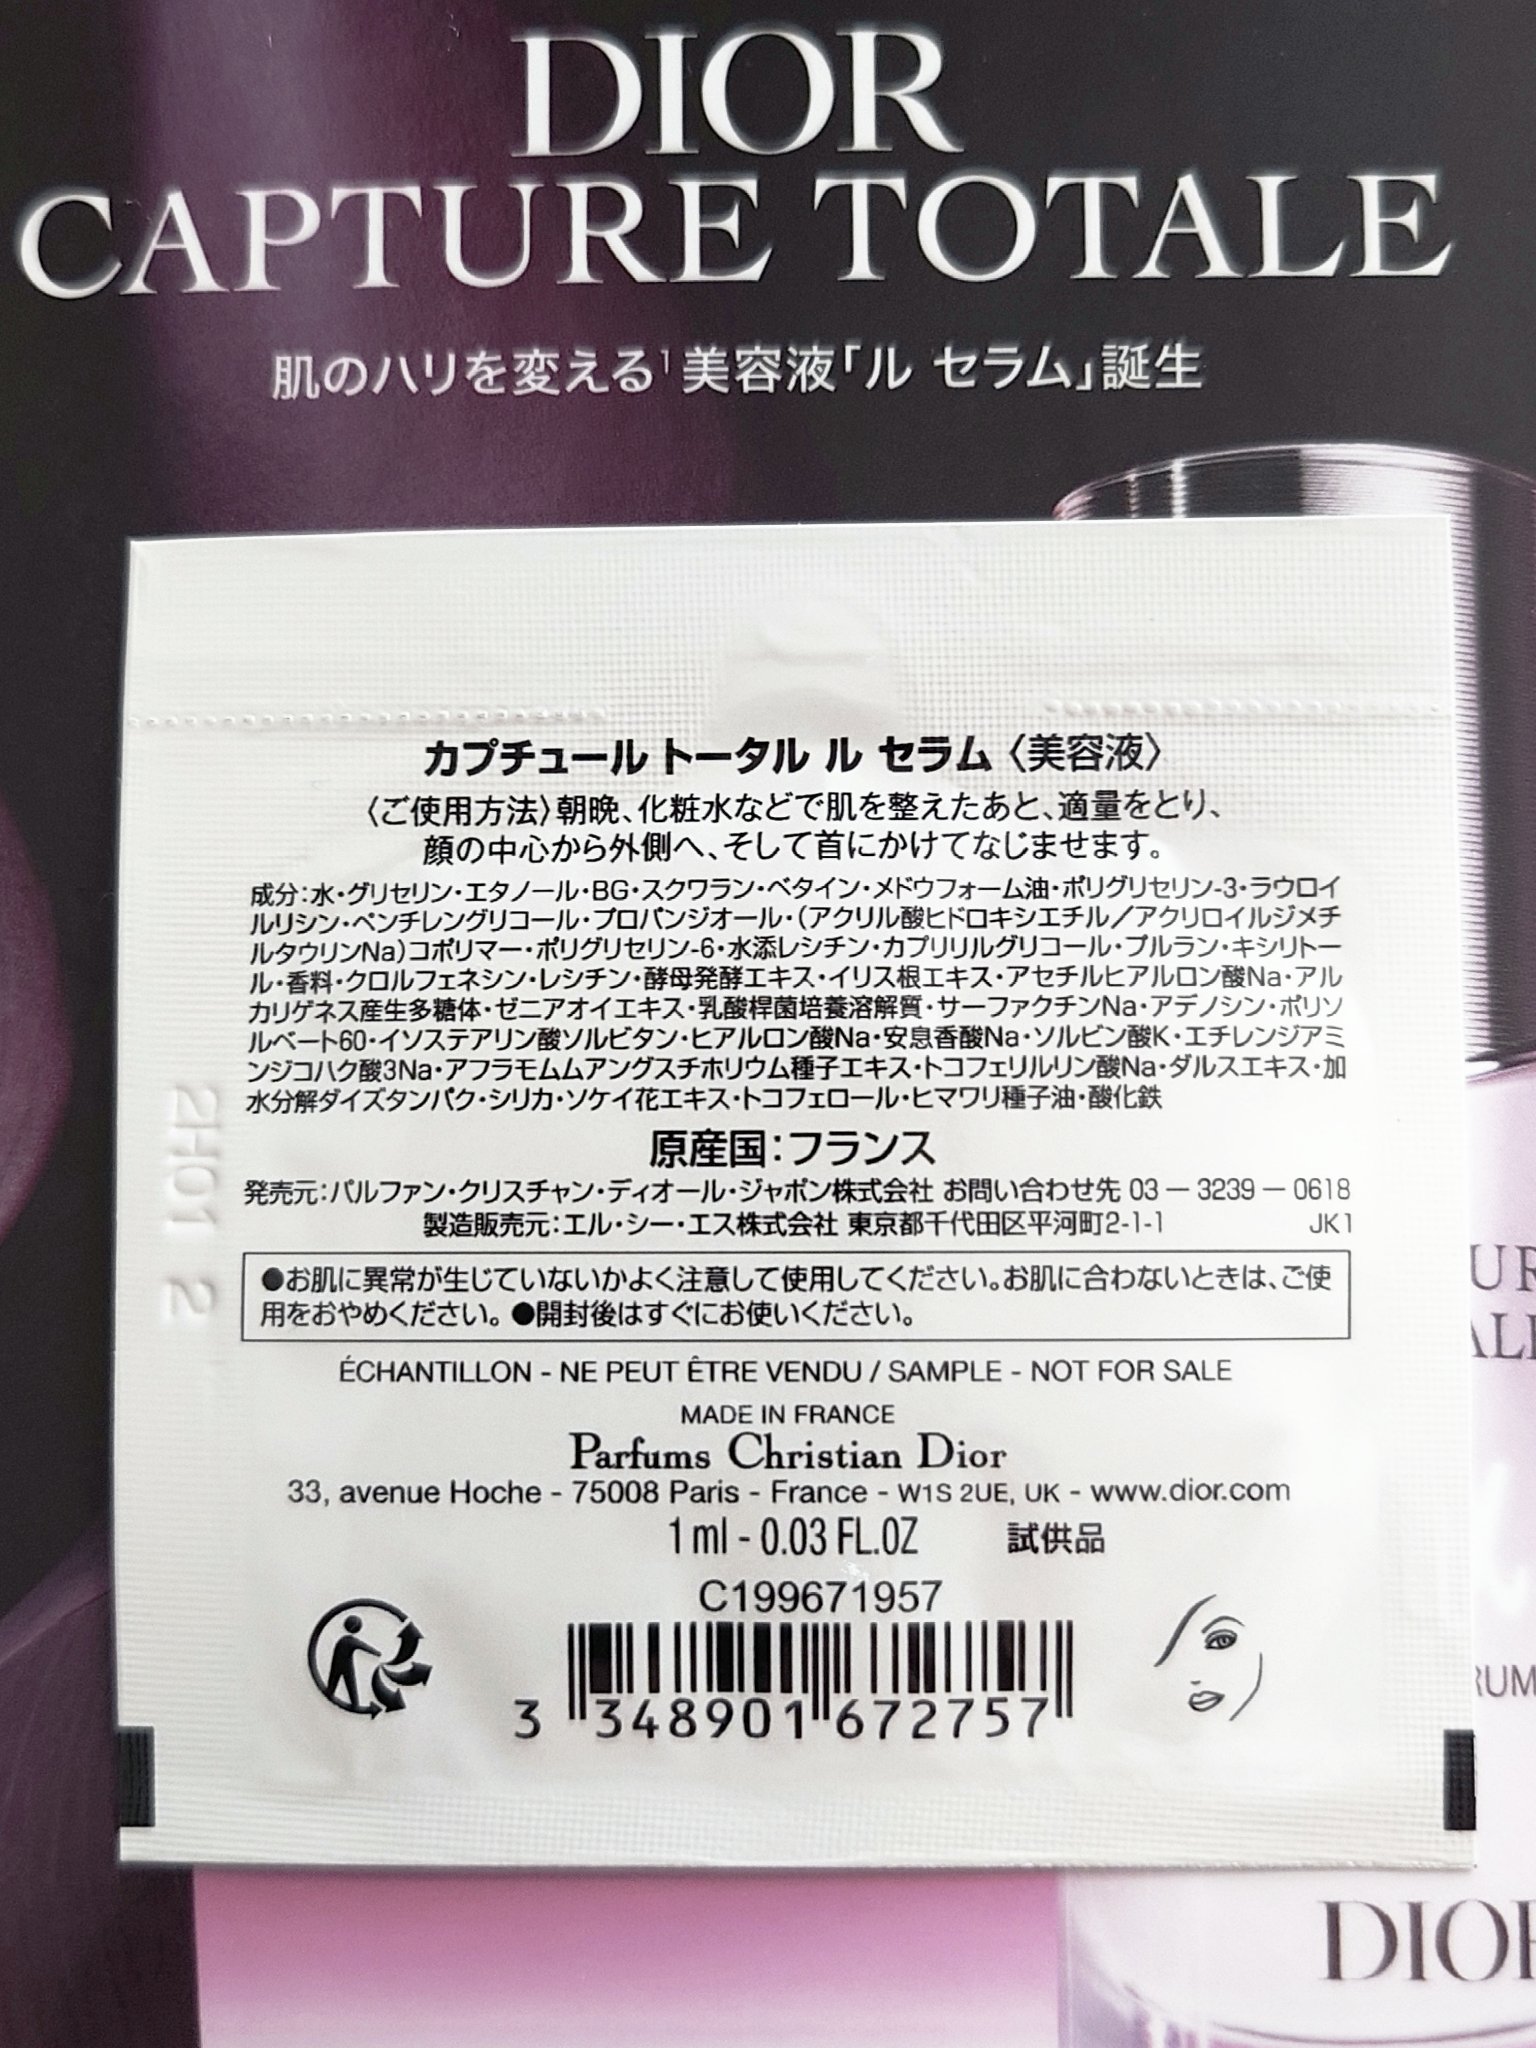 DIOR
CAPTURE TOTALE
肌のハリを変える1美容液「ル セラム」誕生
カプチュール トータル ル セラム〈美容液〉
〈ご使用方法〉朝晩、化粧水などで肌を整えたあと、適量をとり、
顔の中心から外側へ、そして首にかけてなじませます。
成分:水・グリセリン・エタノール・BG・スクワラン・ベタイン・メドウフォーム油・ポリグリセリン-3・ラウロイ
ルリシン・ペンチレングリコール・プロパンジオール・(アクリル酸ヒドロキシエチル/アクリロイルジメチ
ルタウリンNa)コポリマー・ポリグリセリン-6・水添レシチン・カプリリルグリコール・プルラン・キシリトー
ル・香料・クロルフェネシン・レシチン・酵母発酵エキス・イリス根エキス・アセチルヒアルロン酸Na・アル
カリゲネス産生多糖体・ゼニアオイエキス・乳酸桿菌培養溶解質・サーファクチンNa・アデノシン・ポリソ
ルベート60・イソステアリン酸ソルビタン・ヒアルロン酸Na・安息香酸Na・ソルビン酸K・エチレンジアミ
ンジコハク酸3Na・アフラモムムアングスチホリウム種子エキス・トコフェリルリン酸Na・ダルスエキス・加
水分解ダイズタンパク・シリカ・ソケイ花エキス・トコフェロール・ヒマワリ種子油・酸化鉄
原産国:フランス
発売元:パルファン・クリスチャン・ディオール・ジャポン株式会社 お問い合わせ先 03 — 3239 — 0618
製造販売元:エル・シー・エス株式会社 東京都千代田区平河町2-1-1 JK1
●お肌に異常が生じていないかよく注意して使用してください。お肌に合わないときは、ご使
用をおやめください。●開封後はすぐにお使いください。
ÉCHANTILLON - NE PEUT ÊTRE VENDU / SAMPLE - NOT FOR SALE
MADE IN FRANCE
Parfums Christian Dior
33, avenue Hoche - 75008 Paris - France - W1S 2UE, UK - www.dior.com
1 ml - 0.03 FL.OZ 試供品
C199671957
3 348901 672757
2H01 2
DIOR